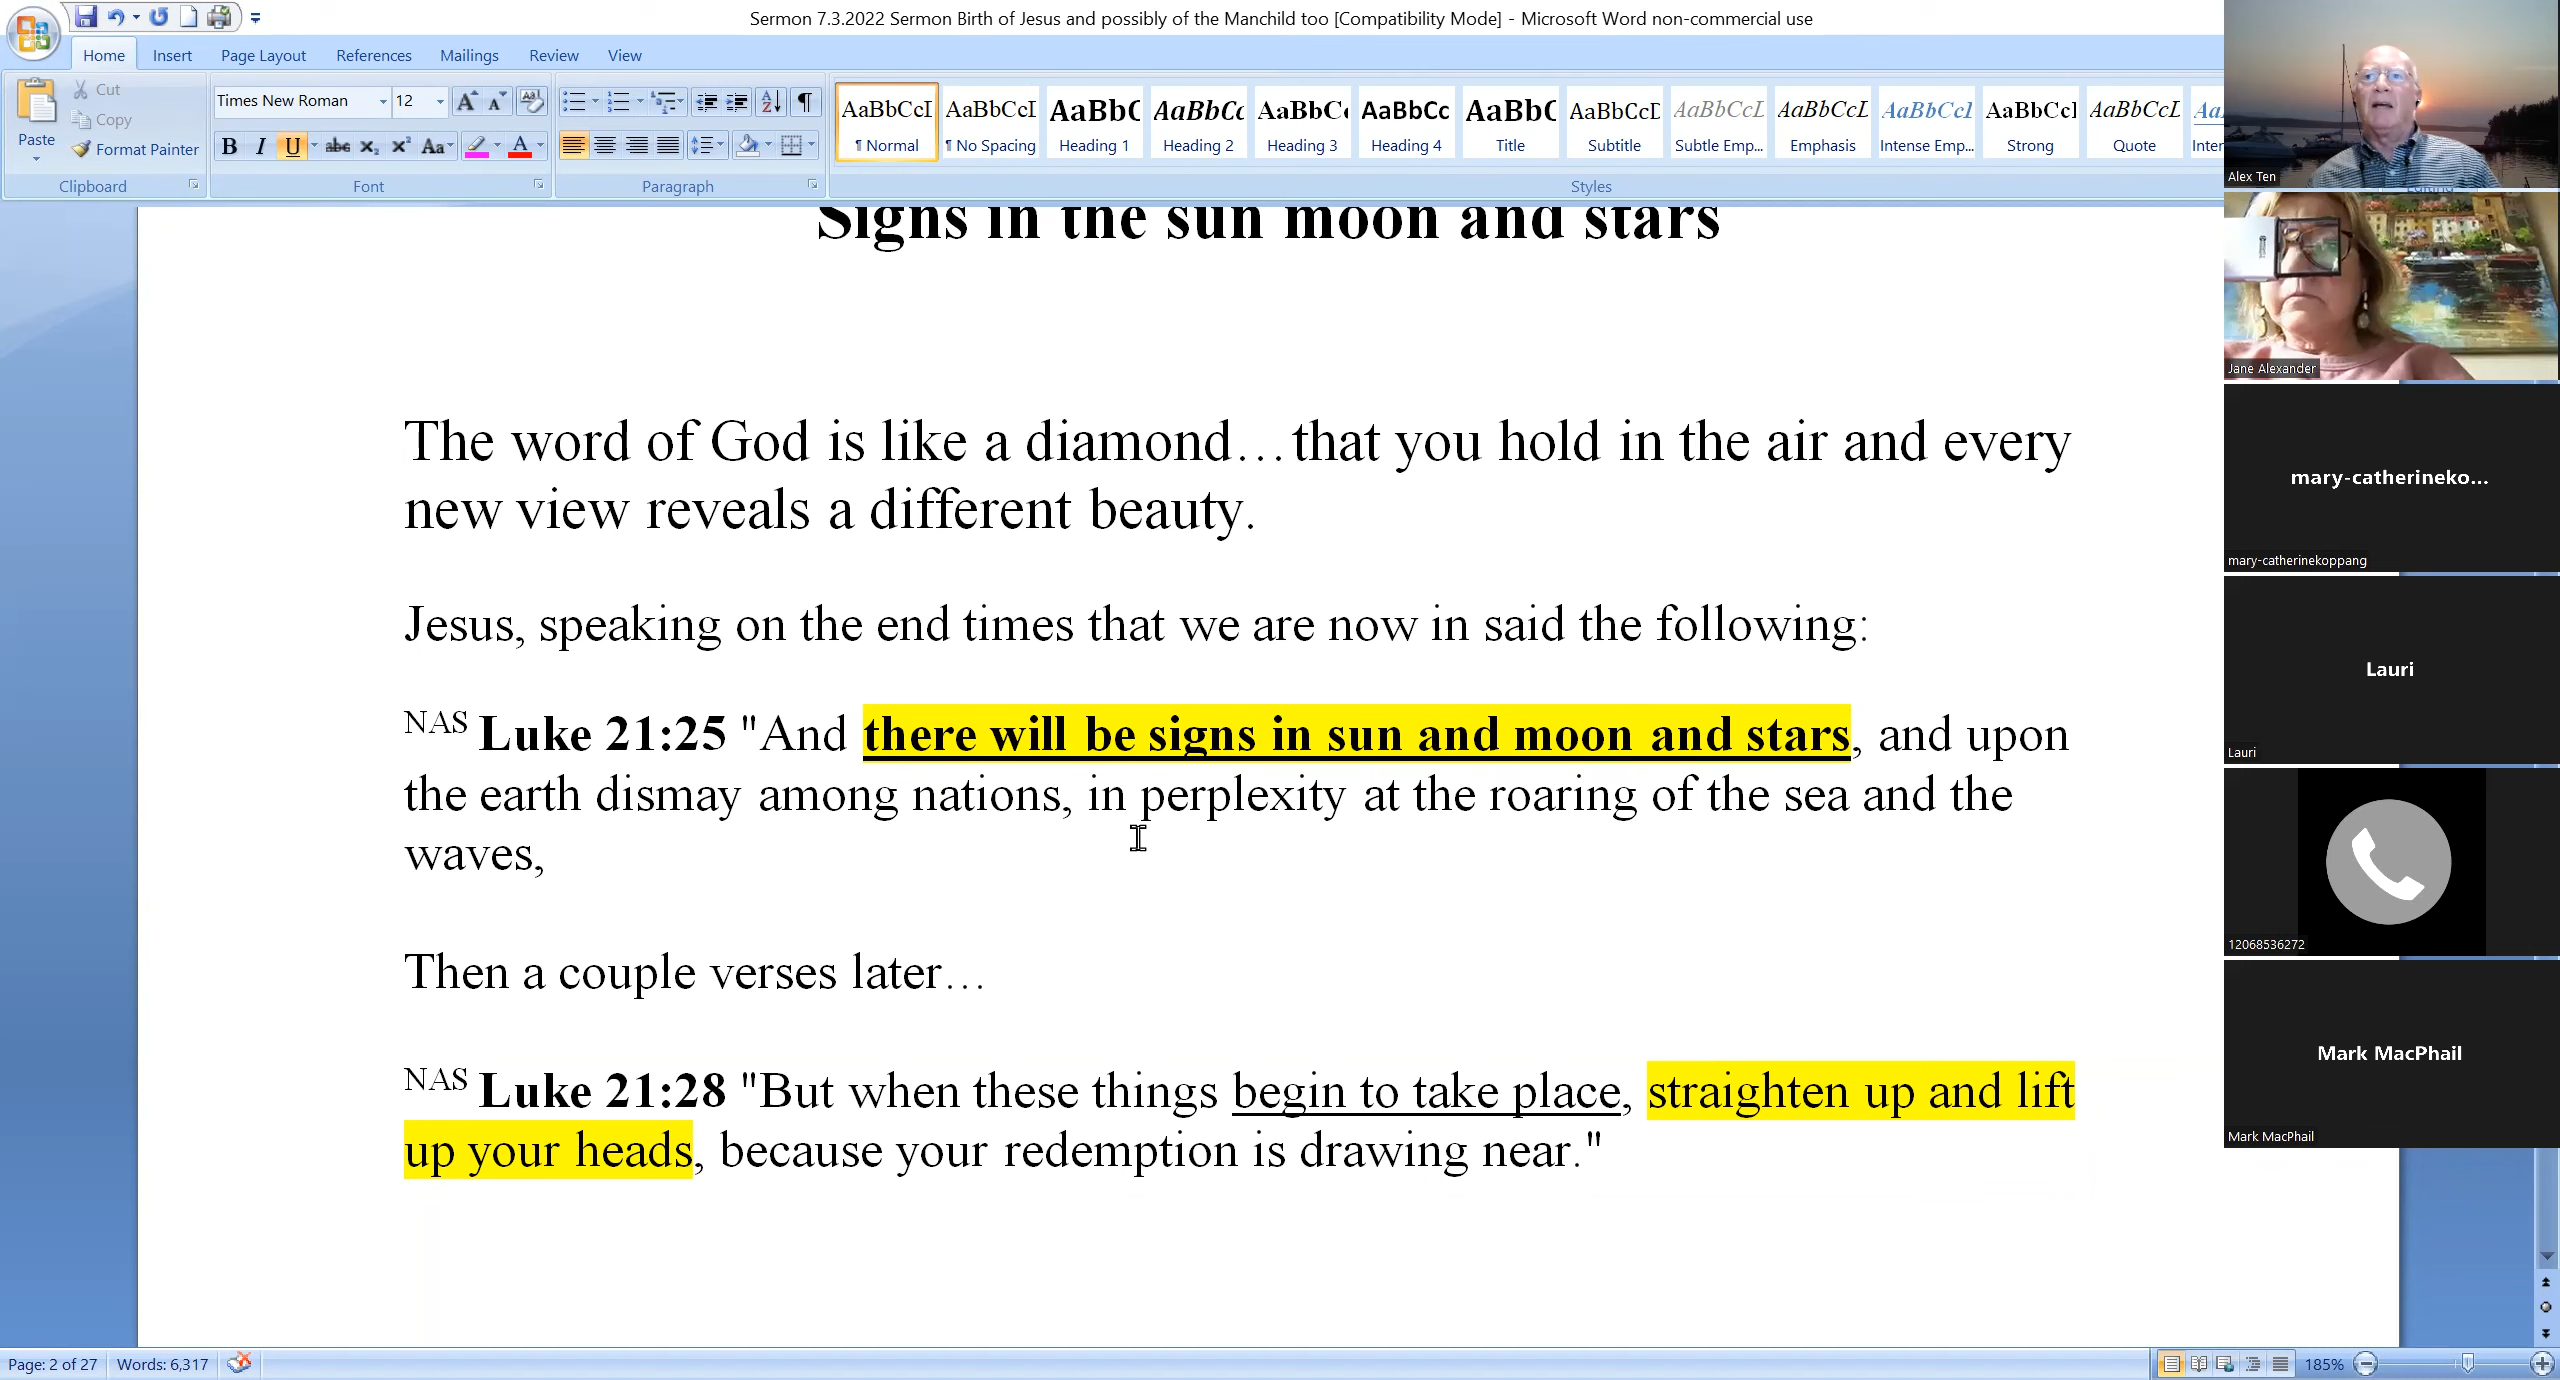 Sermon 7.3.2022 Sermon Birth of Jesus and possibly of the Manchild too [Compatibility Mode] - Microsoft Word non-commercial use
Home Insert Page Layout References Mailings Review View
Paste
Cut
Copy
Format Painter
Clipboard
Times New Roman 12
B I U abc x₂ x² Aa A
Font
Paragraph
AaBbCcI AaBbCcI AaBbC AaBbCc AaBbC AaBbCc AaBbC AaBbCcD AaBbCcL AaBbCcL AaBbCcI AaBbCcI AaBbCcL Aa
¶ Normal ¶ No Spacing Heading 1 Heading 2 Heading 3 Heading 4 Title Subtitle Subtle Emp... Emphasis Intense Emp... Strong Quote Inter
Styles
Signs in the sun moon and stars
The word of God is like a diamond…that you hold in the air and every
new view reveals a different beauty.
Jesus, speaking on the end times that we are now in said the following:
NAS Luke 21:25 "And there will be signs in sun and moon and stars, and upon
the earth dismay among nations, in perplexity at the roaring of the sea and the
waves,
Then a couple verses later…
NAS Luke 21:28 "But when these things begin to take place, straighten up and lift
up your heads, because your redemption is drawing near."
Alex Ten
Jane Alexander
mary-catherineko...
mary-catherinekoppang
Lauri
Lauri
12068536272
Mark MacPhail
Mark MacPhail
Page: 2 of 27 Words: 6,317
185%